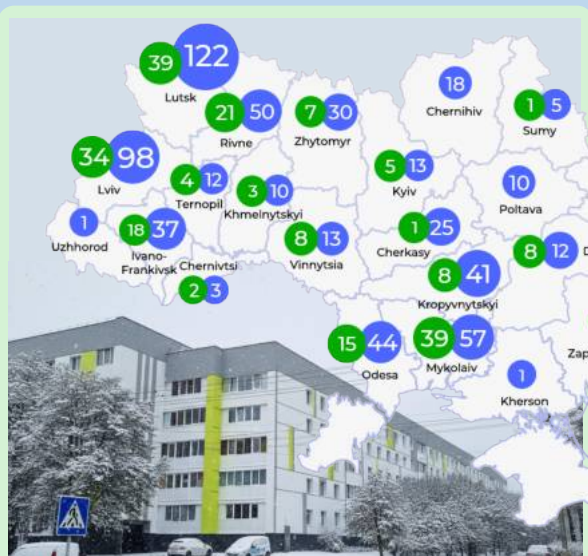 39 122
Lutsk
18
Chernihiv
1 5
Sumy
21 50
Rivne
7 30
Zhytomyr
34 98
Lviv
4 12
Ternopil
3 10
Khmelnytskyi
5 13
Kyiv
10
Poltava
1
Uzhhorod
18 37
Ivano-
Frankivsk
Chernivtsi
2 3
8 13
Vinnytsia
1 25
Cherkasy
8 12
D
8 41
Kropyvnytskyi
15 44
Odesa
39 57
Mykolaiv
Zap
1
Kherson